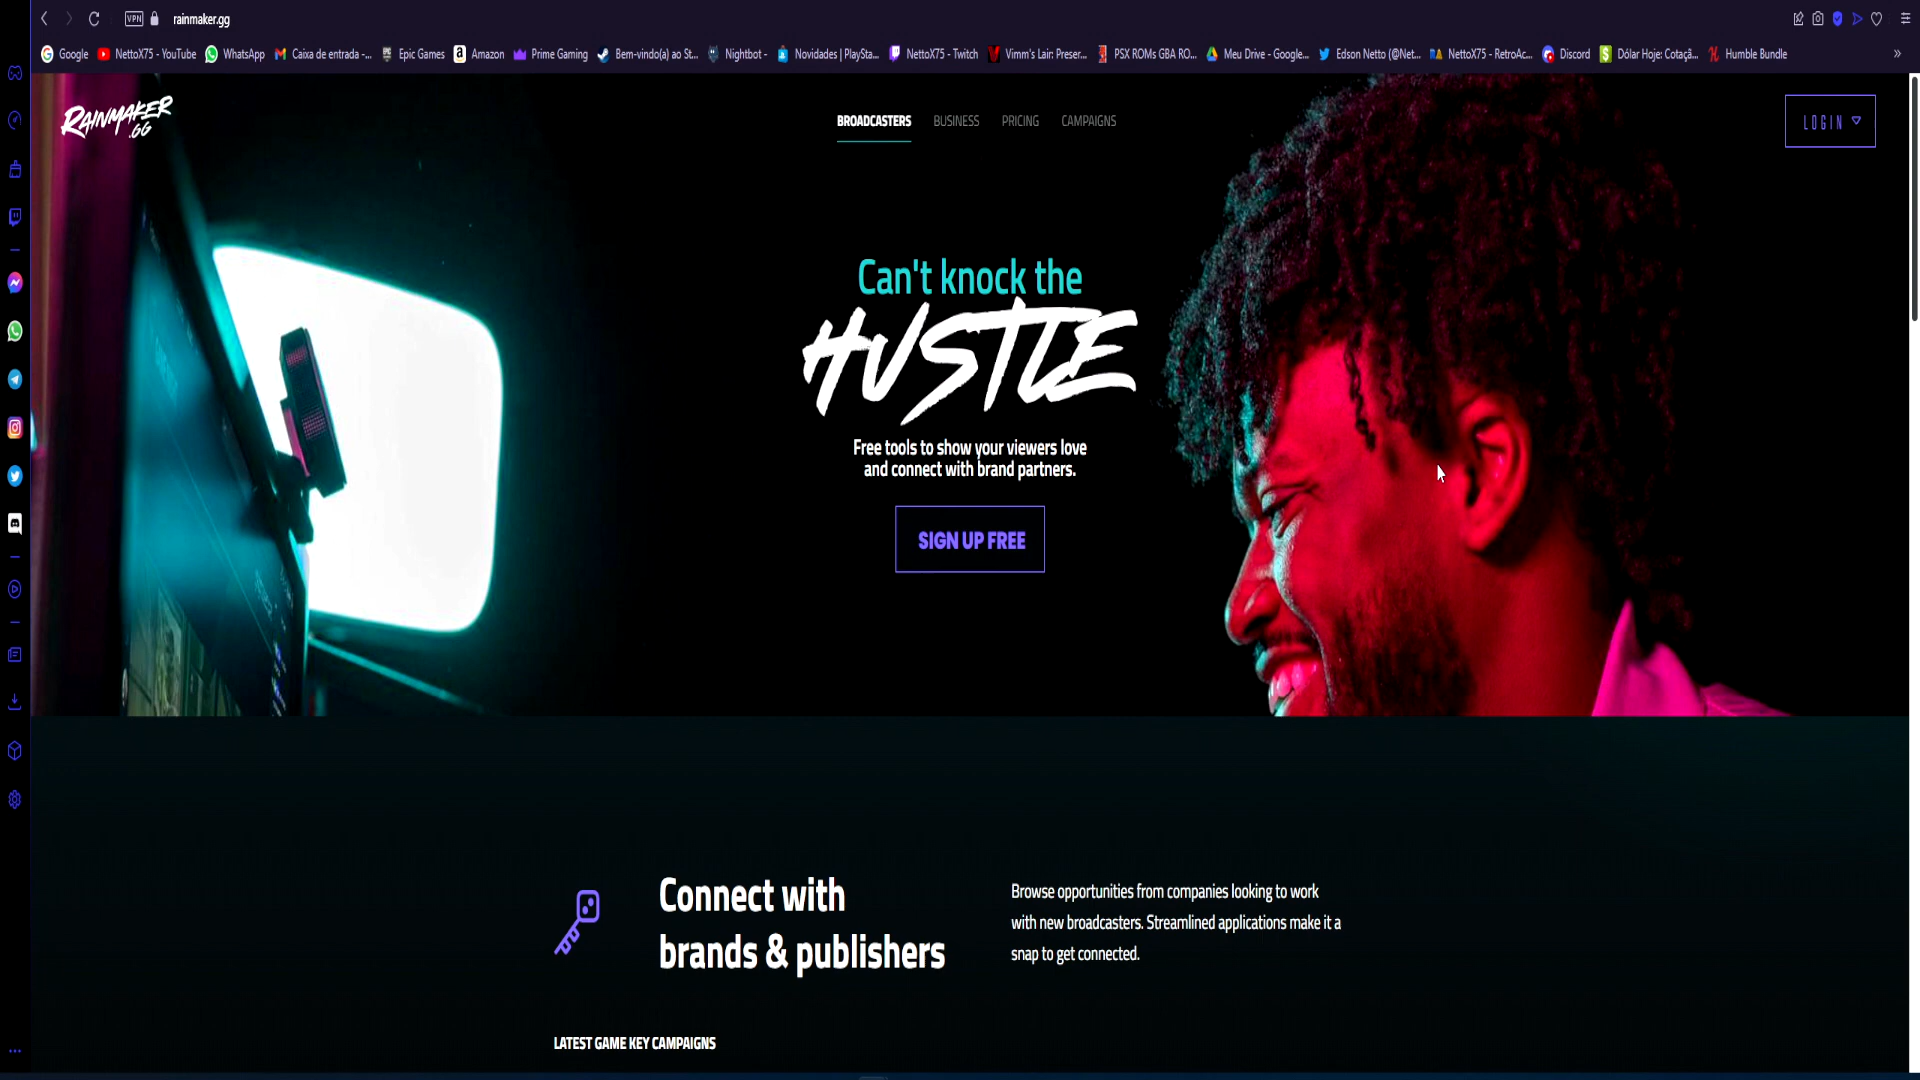 VPN rainmaker.gg
Google NettoX75 - YouTube WhatsApp Caixa de entrada -... Epic Games Amazon Prime Gaming Bem-vindo(a) ao St... Nightbot - Novidades | PlaySta... NettoX75 - Twitch Vimm's Lair: Preser... PSX ROMs GBA RO... Meu Drive - Google... Edson Netto (@Net... NettoX75 - RetroAc... Discord Dólar Hoje: Cotaçã... Humble Bundle
RAINMAKER
.GG
BROADCASTERS BUSINESS PRICING CAMPAIGNS
LOGIN
Can't knock the
HUSTLE
Free tools to show your viewers love
and connect with brand partners.
SIGN UP FREE
Connect with
brands & publishers
Browse opportunities from companies looking to work
with new broadcasters. Streamlined applications make it a
snap to get connected.
LATEST GAME KEY CAMPAIGNS